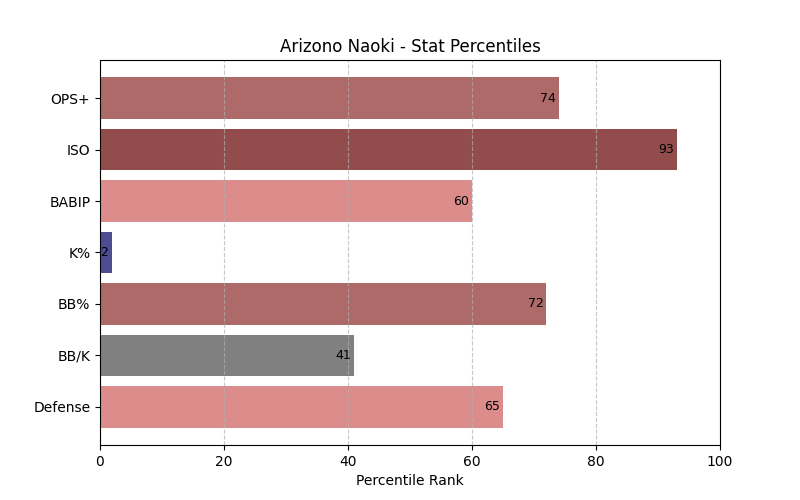 Arizono Naoki - Stat Percentiles
OPS+ 74
ISO 93
BABIP 60
K% 2
BB% 72
BB/K 41
Defense 65
0 20 40 60 80 100
Percentile Rank